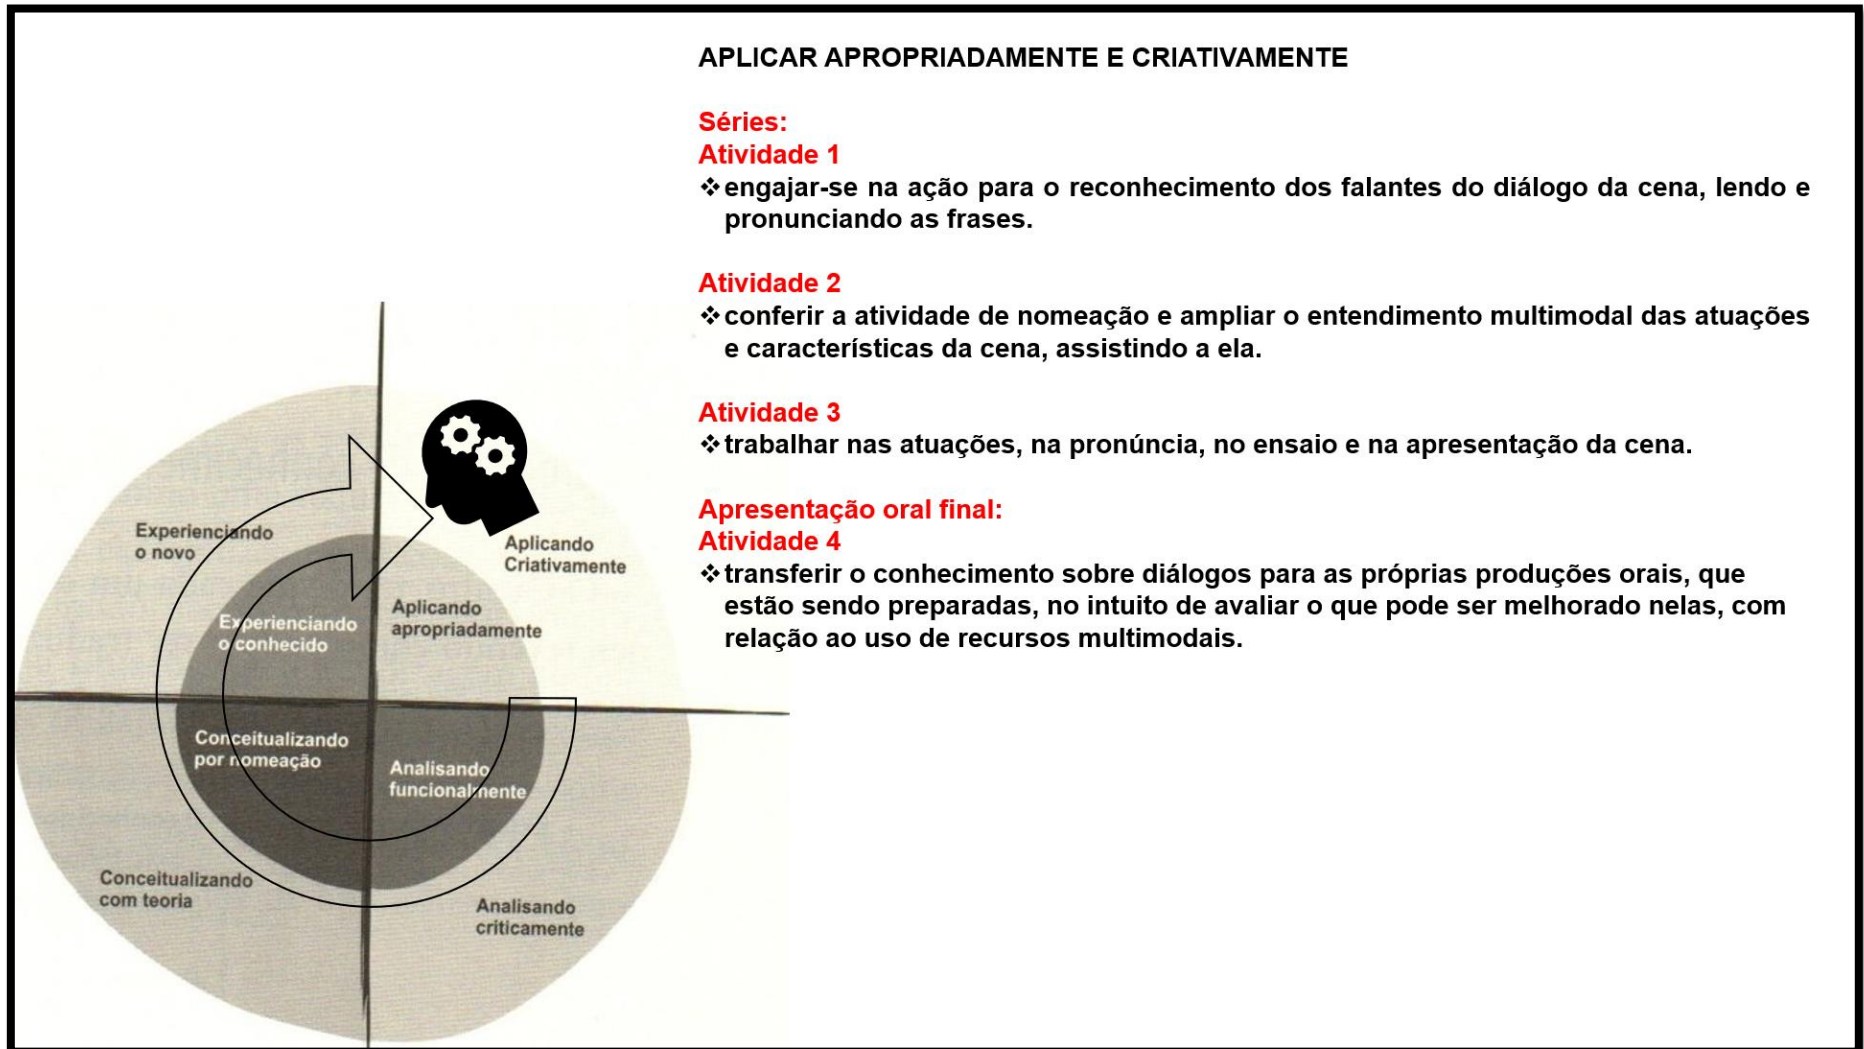 APLICAR APROPRIADAMENTE E CRIATIVAMENTE
Séries:
Atividade 1
❖engajar-se na ação para o reconhecimento dos falantes do diálogo da cena, lendo e
pronunciando as frases.
Atividade 2
❖conferir a atividade de nomeação e ampliar o entendimento multimodal das atuações
e características da cena, assistindo a ela.
Atividade 3
❖trabalhar nas atuações, na pronúncia, no ensaio e na apresentação da cena.
Apresentação oral final:
Atividade 4
❖transferir o conhecimento sobre diálogos para as próprias produções orais, que
estão sendo preparadas, no intuito de avaliar o que pode ser melhorado nelas, com
relação ao uso de recursos multimodais.
Experienciando
o novo
Aplicando
Criativamente
Experienciando
o conhecido
Aplicando
apropriadamente
Conceitualizando
por nomeação
Analisando
funcionalmente
Conceitualizando
com teoria
Analisando
criticamente